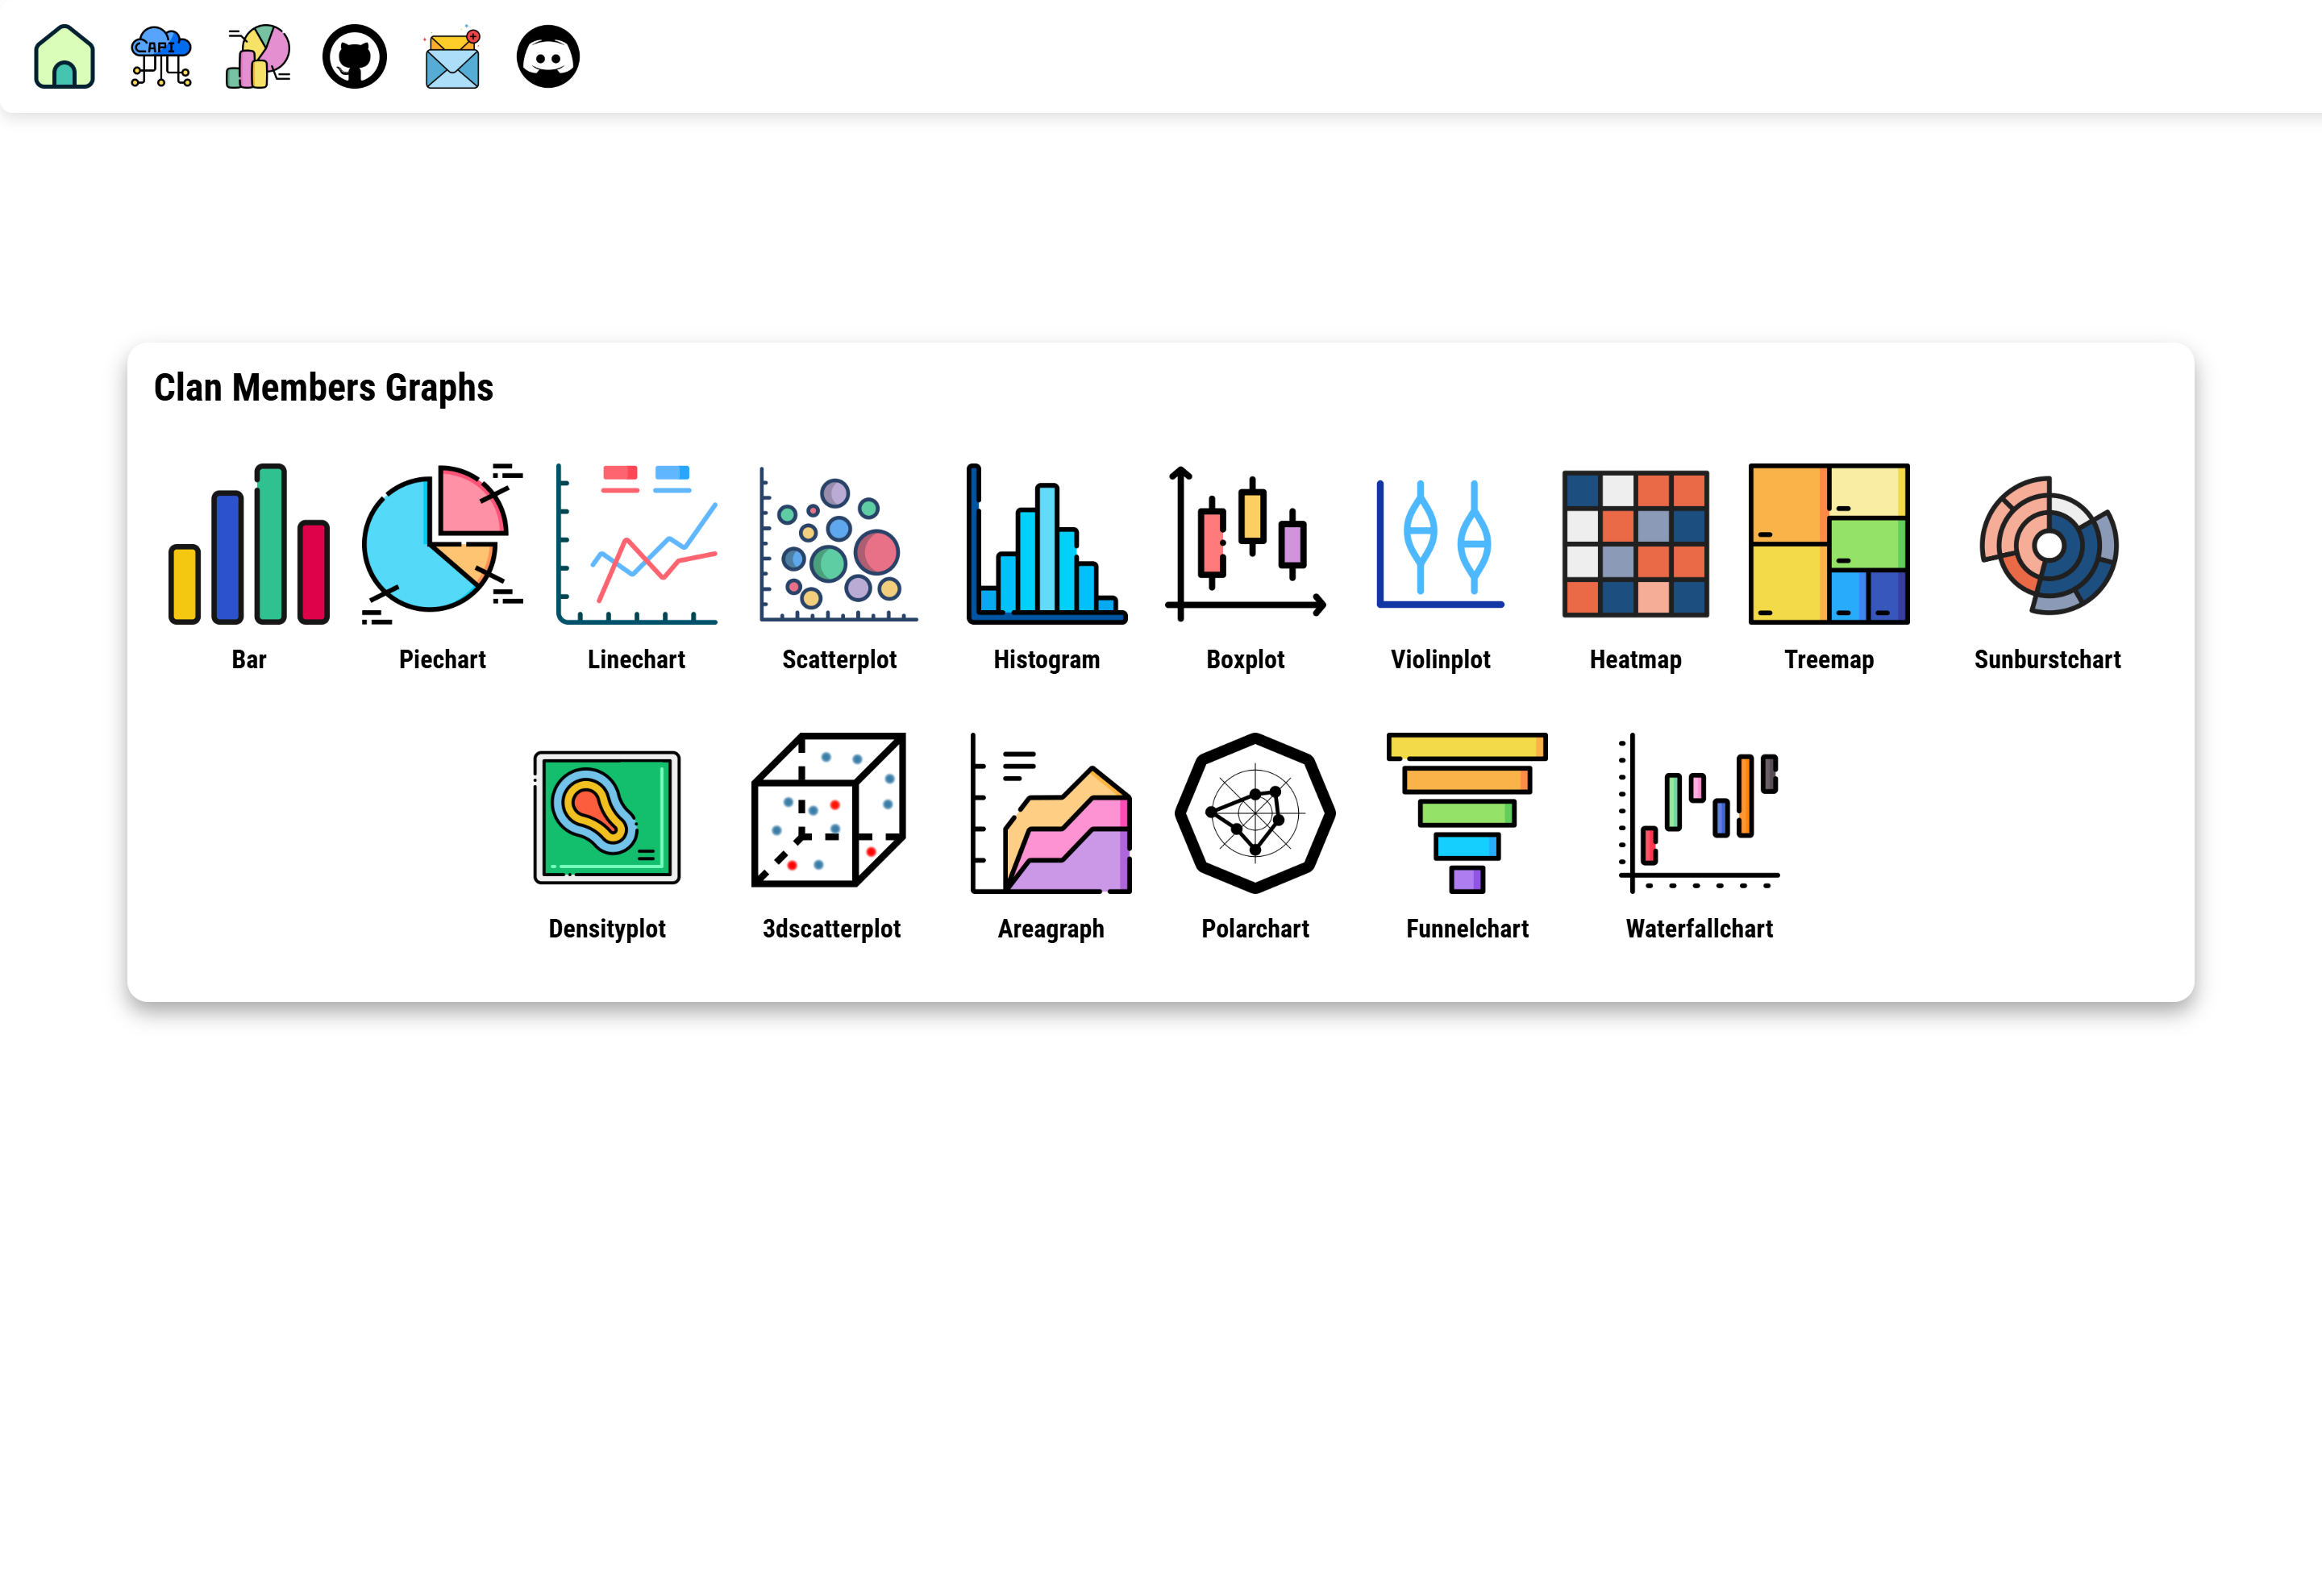 API
Clan Members Graphs
Bar
Piechart
Linechart
Scatterplot
Histogram
Boxplot
Violinplot
Heatmap
Treemap
Sunburstchart
Densityplot
3dscatterplot
Areagraph
Polarchart
Funnelchart
Waterfallchart